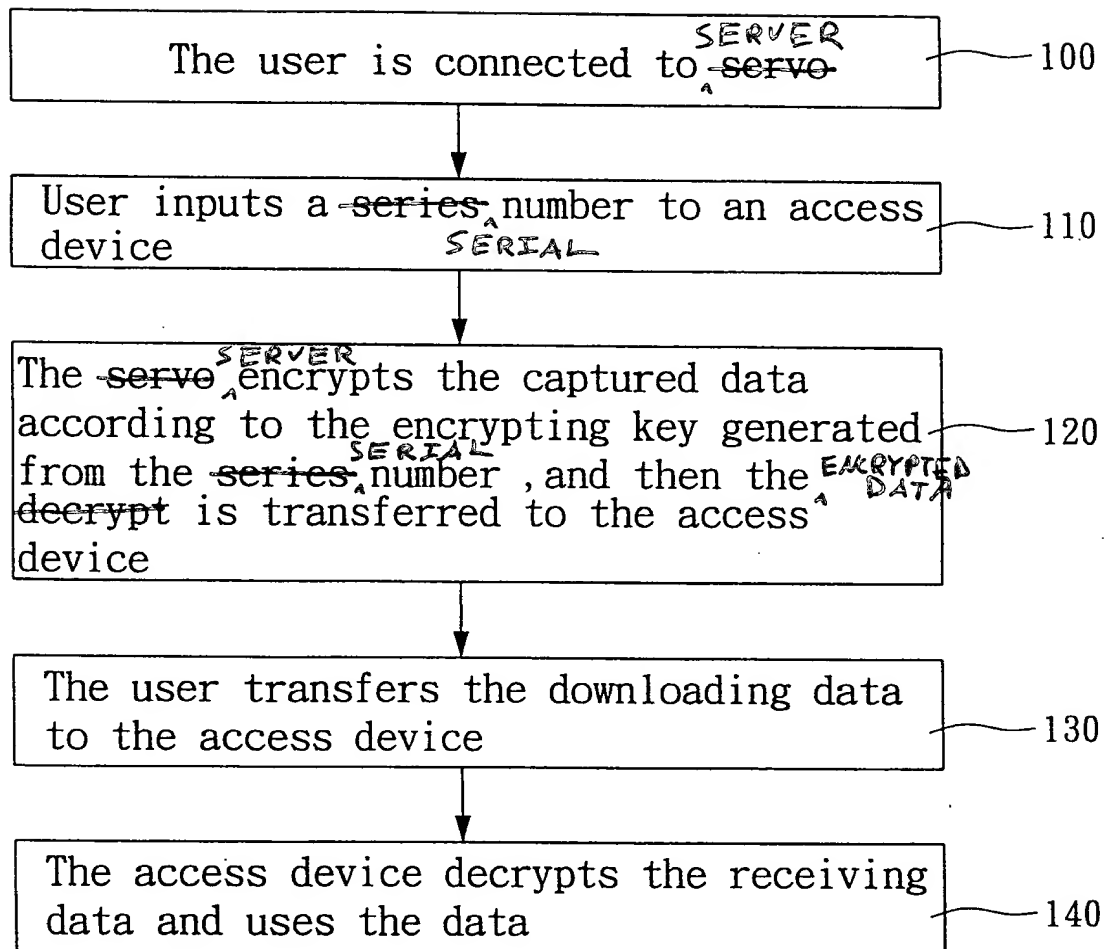 SERVER
The user is connected to ‸ servo
100
User inputs a series ‸ number to an access
device
SERIAL
110
SERVER
The servo ‸ encrypts the captured data
according to the encrypting key generated
120
SERIAL
from the series ‸ number ,and then the ‸ ENCRYPTED
DATA
decrypt is transferred to the access
device
The user transfers the downloading data
to the access device
130
The access device decrypts the receiving
data and uses the data
140